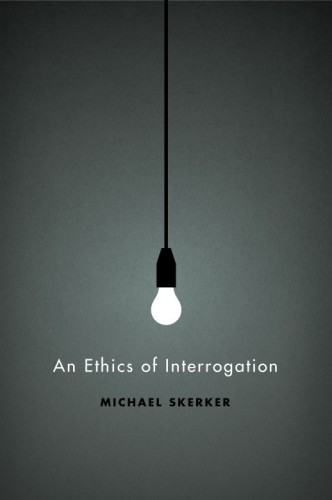 An Ethics of Interrogation
MICHAEL SKERKER